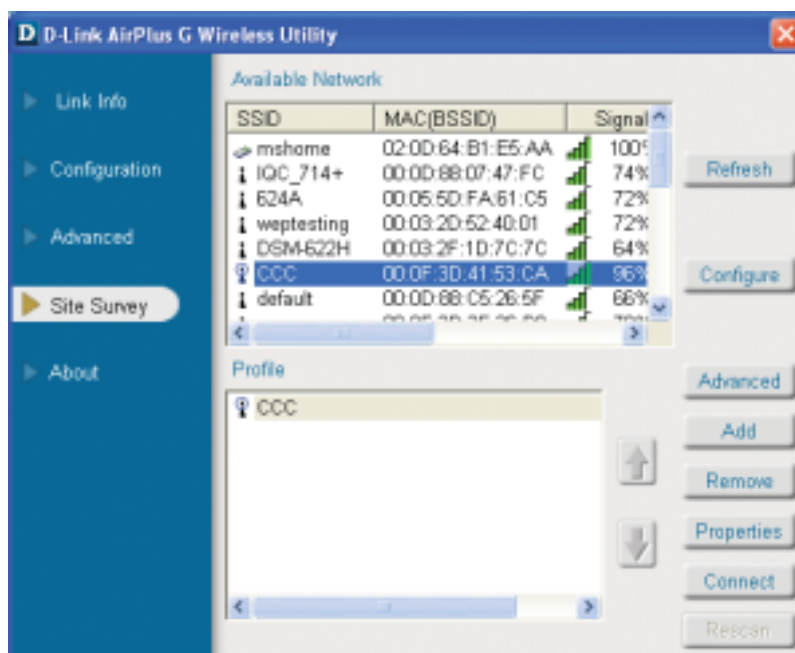 D D-Link AirPlus G Wireless Utility
Link Info
Configuration
Advanced
Site Survey
About
Available Network
SSID MAC(BSSID) Signal
mshome 02:0D:64:B1:E5:AA 100%
IQC_714+ 00:0D:88:07:47:FC 74%
624A 00:05:5D:FA:61:C5 72%
weptesting 00:03:2D:52:40:01 72%
DSM-622H 00:03:2F:1D:7C:7C 64%
CCC 00:0F:3D:41:53:CA 96%
default 00:0D:88:C5:26:5F 66%
Refresh
Configure
Profile
CCC
Advanced
Add
Remove
Properties
Connect
Rescan